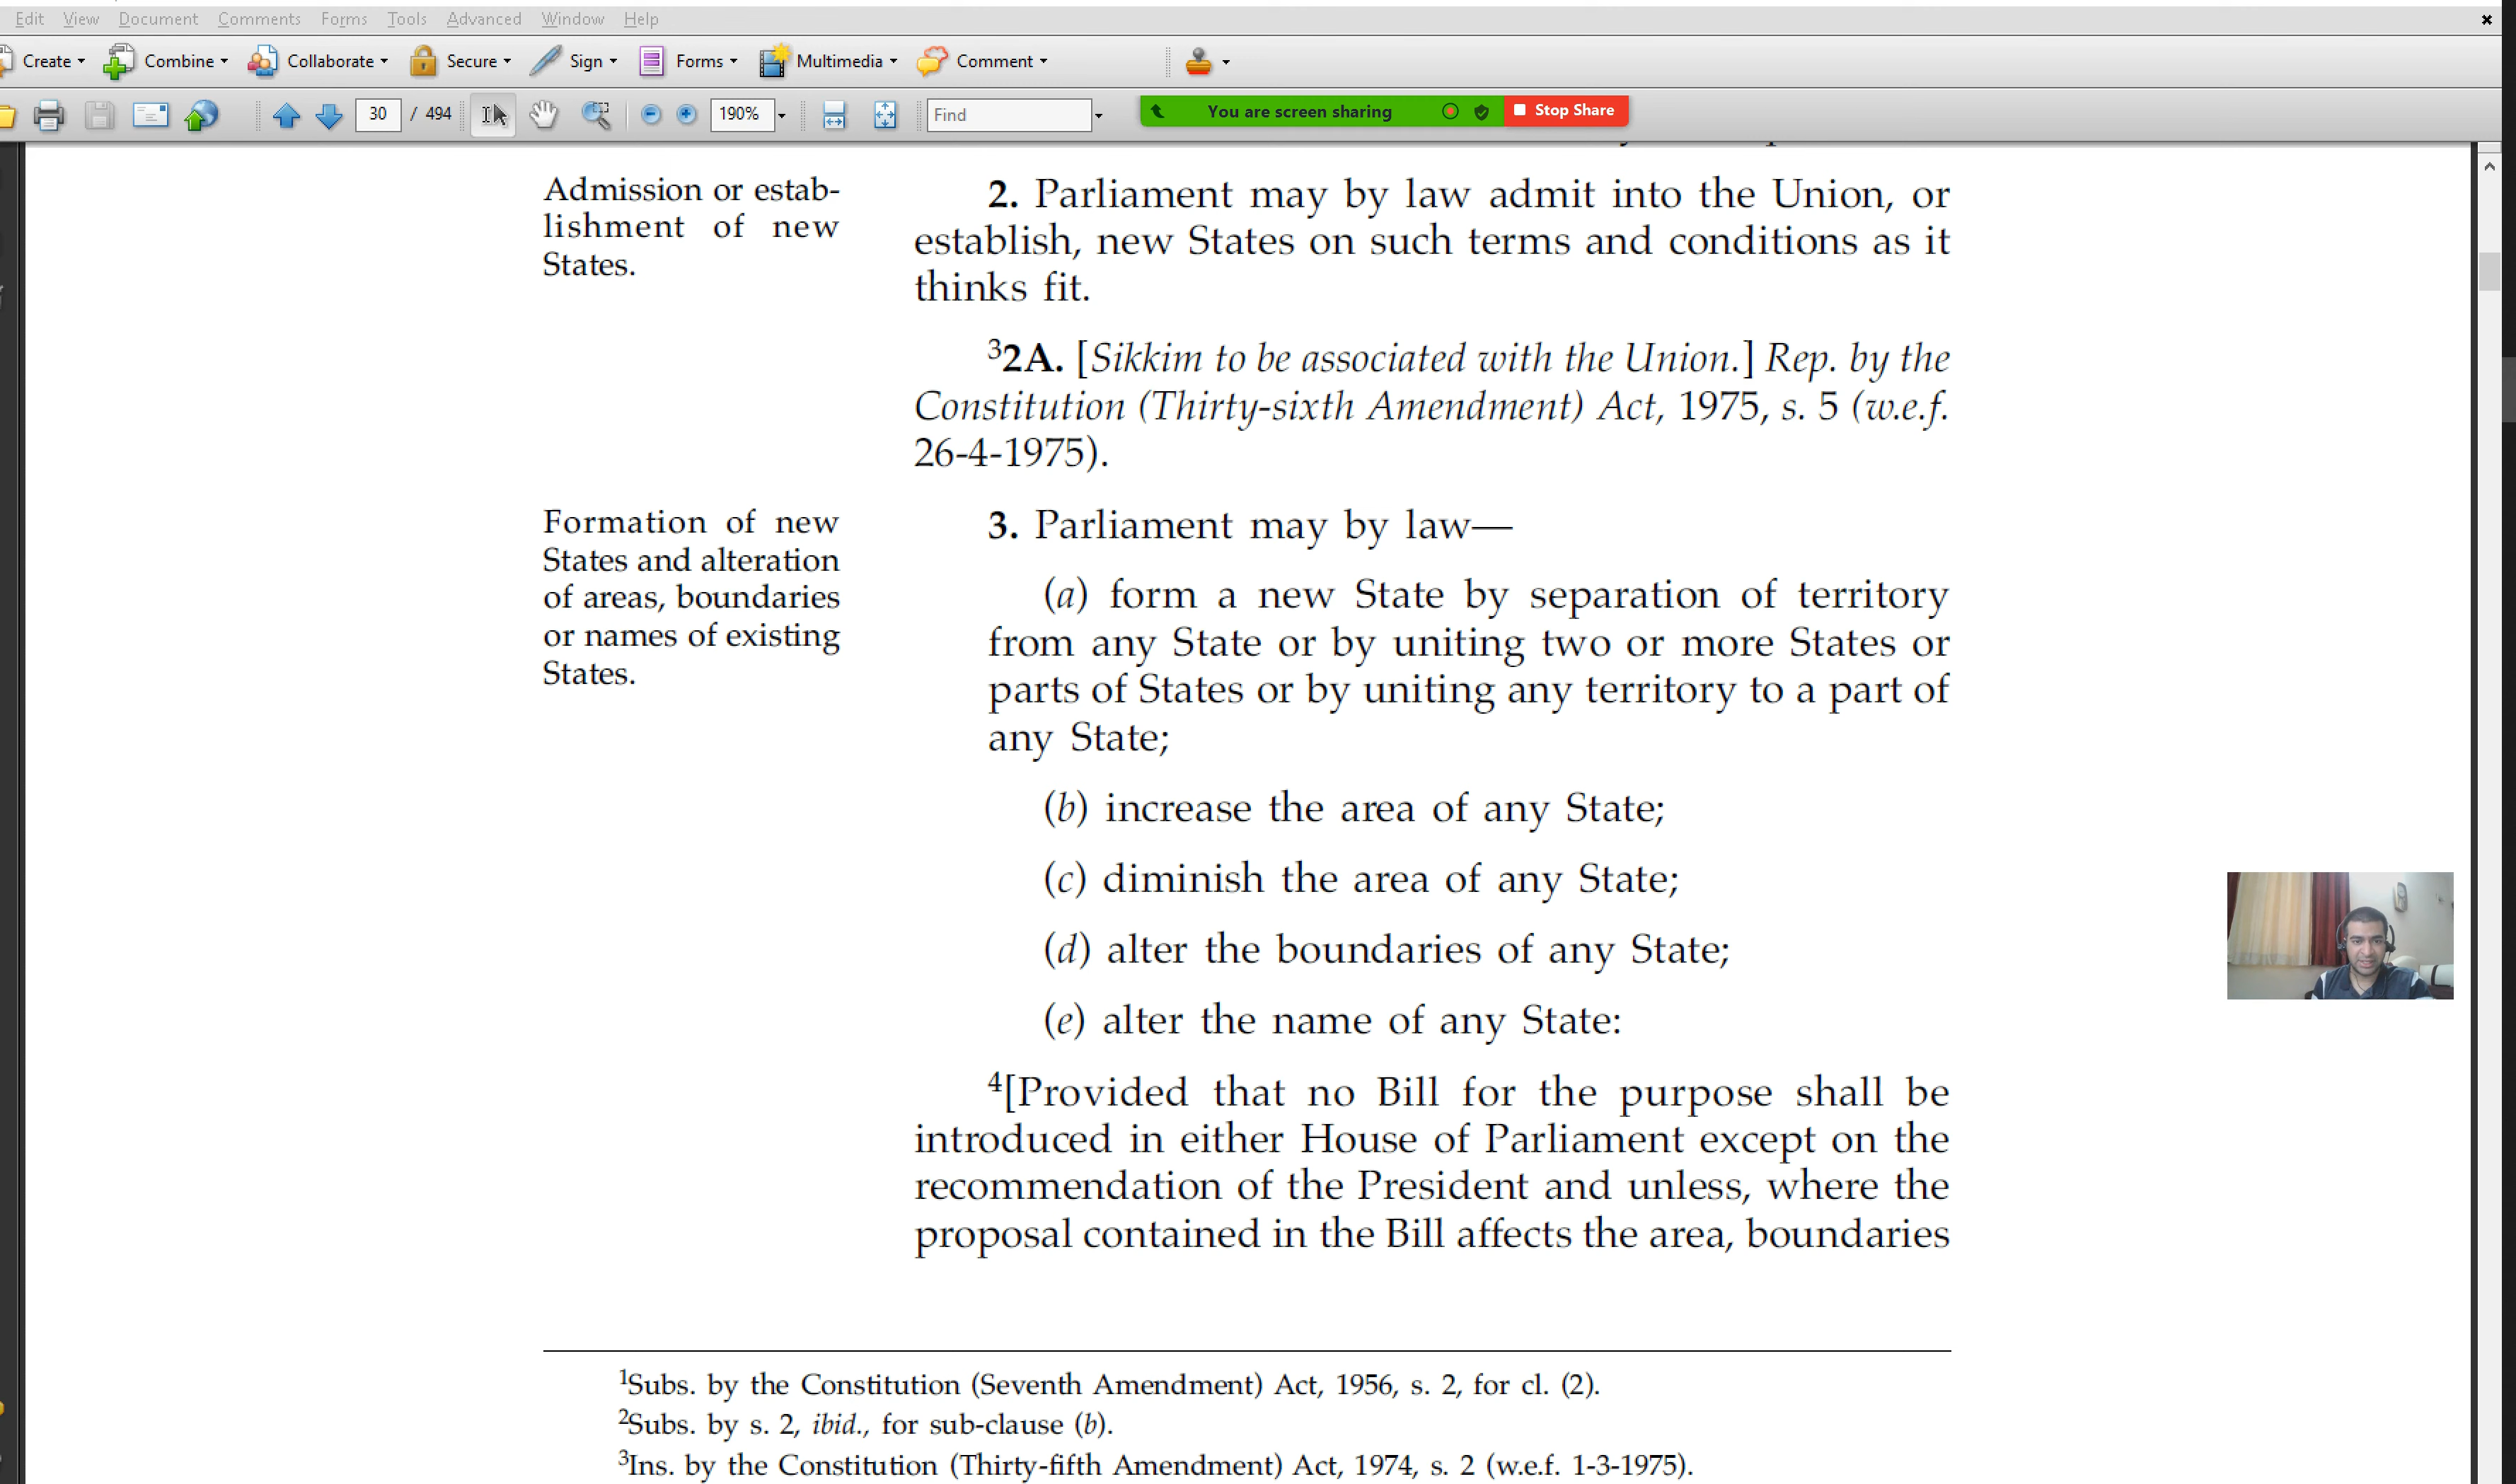 Edit View Document Comments Forms Tools Advanced Window Help
Create Combine Collaborate Secure Sign Forms Multimedia Comment
30 / 494 190% Find You are screen sharing Stop Share
Admission or estab-
lishment of new
States.
2. Parliament may by law admit into the Union, or
establish, new States on such terms and conditions as it
thinks fit.
³2A. [Sikkim to be associated with the Union.] Rep. by the
Constitution (Thirty-sixth Amendment) Act, 1975, s. 5 (w.e.f.
26-4-1975).
Formation of new
States and alteration
of areas, boundaries
or names of existing
States.
3. Parliament may by law—
(a) form a new State by separation of territory
from any State or by uniting two or more States or
parts of States or by uniting any territory to a part of
any State;
(b) increase the area of any State;
(c) diminish the area of any State;
(d) alter the boundaries of any State;
(e) alter the name of any State:
⁴[Provided that no Bill for the purpose shall be
introduced in either House of Parliament except on the
recommendation of the President and unless, where the
proposal contained in the Bill affects the area, boundaries
¹Subs. by the Constitution (Seventh Amendment) Act, 1956, s. 2, for cl. (2).
²Subs. by s. 2, ibid., for sub-clause (b).
³Ins. by the Constitution (Thirty-fifth Amendment) Act, 1974, s. 2 (w.e.f. 1-3-1975).